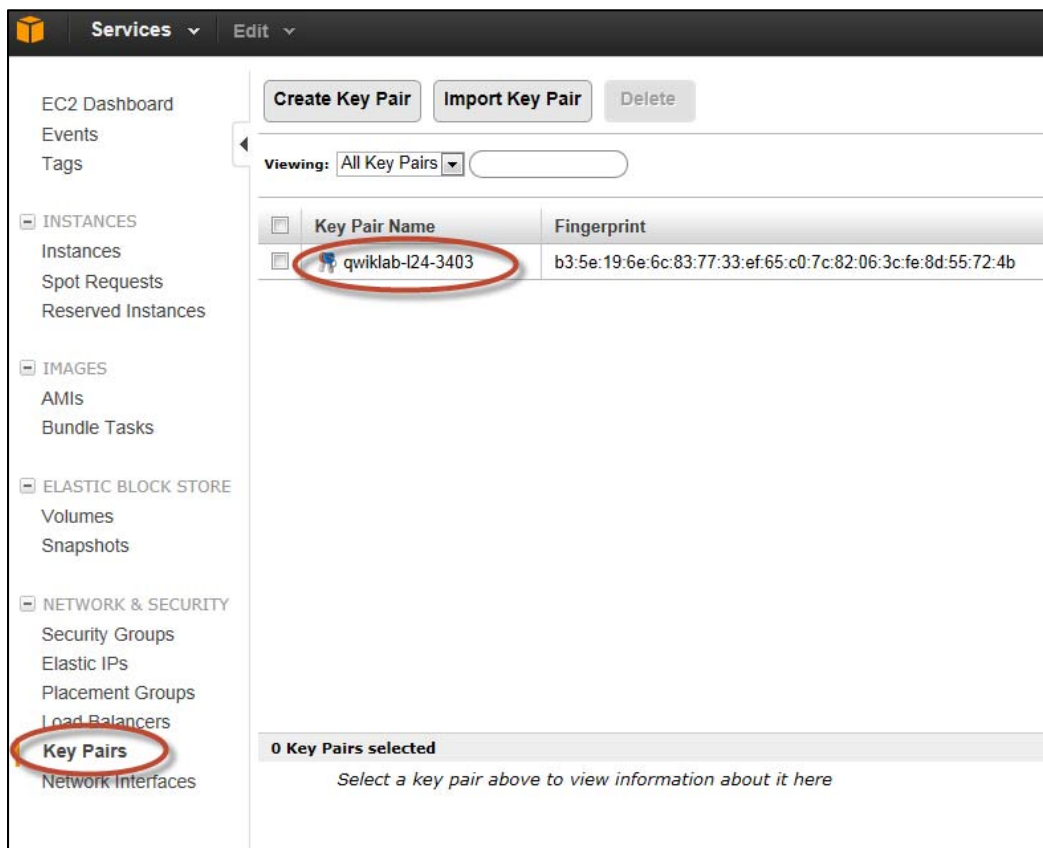 Services Edit
EC2 Dashboard
Events
Tags
INSTANCES
Instances
Spot Requests
Reserved Instances
IMAGES
AMIs
Bundle Tasks
ELASTIC BLOCK STORE
Volumes
Snapshots
NETWORK & SECURITY
Security Groups
Elastic IPs
Placement Groups
Load Balancers
Key Pairs
Network Interfaces
Create Key Pair Import Key Pair Delete
Viewing: All Key Pairs
Key Pair Name Fingerprint
qwiklab-l24-3403 b3:5e:19:6e:6c:83:77:33:ef:65:c0:7c:82:06:3c:fe:8d:55:72:4b
0 Key Pairs selected
Select a key pair above to view information about it here